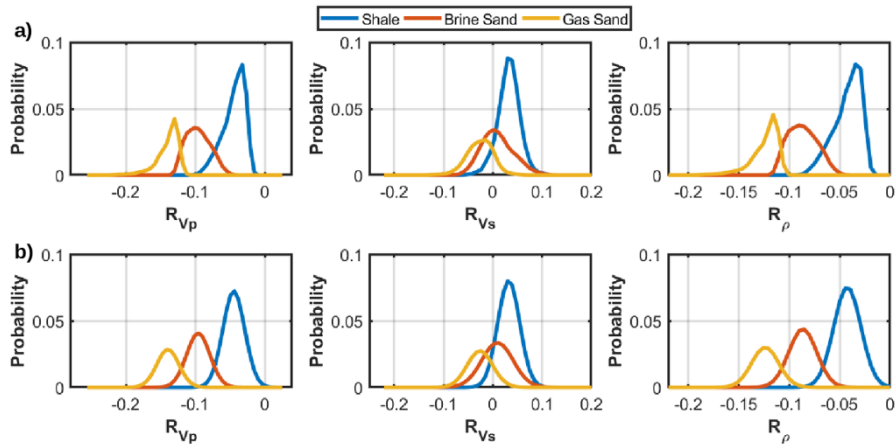 Shale Brine Sand Gas Sand
a)
Probability
0.1
0.05
0
-0.2 -0.1 0
R_Vp
Probability
0.1
0.05
0
-0.2 -0.1 0 0.1 0.2
R_Vs
Probability
0.1
0.05
0
-0.2 -0.15 -0.1 -0.05 0
R_ρ
b)
Probability
0.1
0.05
0
-0.2 -0.1 0
R_Vp
Probability
0.1
0.05
0
-0.2 -0.1 0 0.1 0.2
R_Vs
Probability
0.1
0.05
0
-0.2 -0.15 -0.1 -0.05 0
R_ρ